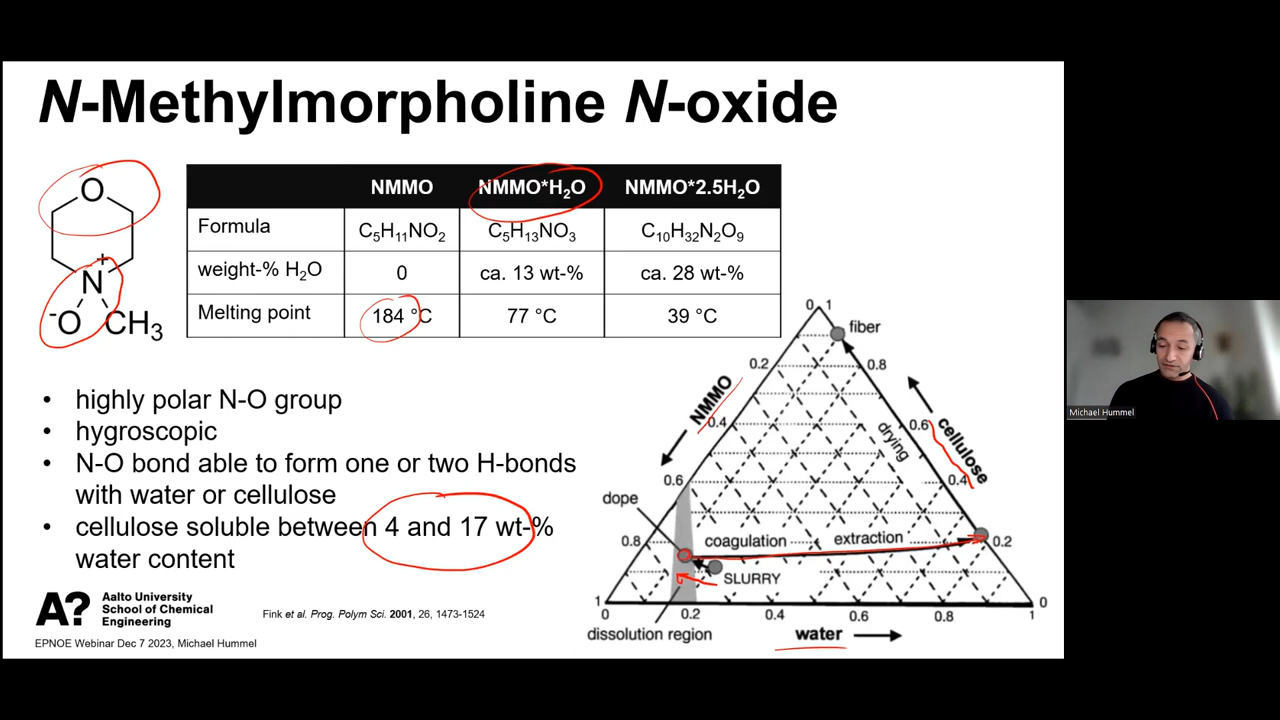 N-Methylmorpholine N-oxide
O
N
+
-O
CH3
NMMO NMMO*H2O NMMO*2.5H2O
Formula C5H11NO2 C5H13NO3 C10H32N2O9
weight-% H2O 0 ca. 13 wt-% ca. 28 wt-%
Melting point 184 °C 77 °C 39 °C
• highly polar N-O group
• hygroscopic
• N-O bond able to form one or two H-bonds
with water or cellulose
• cellulose soluble between 4 and 17 wt-%
water content
0 1
fiber
0.2 0.8
NMMO
0.4 0.6
cellulose
drying
0.6 0.4
dope
coagulation extraction
0.8 0.2
SLURRY
1 0
0 0.2 0.4 0.6 0.8 1
dissolution region
water
A?
Aalto University
School of Chemical
Engineering
Fink et al. Prog. Polym Sci. 2001, 26, 1473-1524
EPNOE Webinar Dec 7 2023, Michael Hummel
Michael Hummel